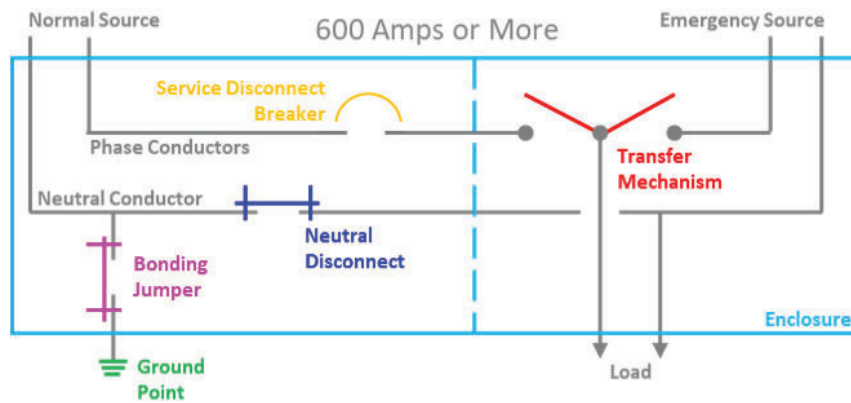 Normal Source
600 Amps or More
Emergency Source
Service Disconnect
Breaker
Phase Conductors
Transfer
Mechanism
Neutral Conductor
Neutral
Disconnect
Bonding
Jumper
Enclosure
Ground
Point
Load